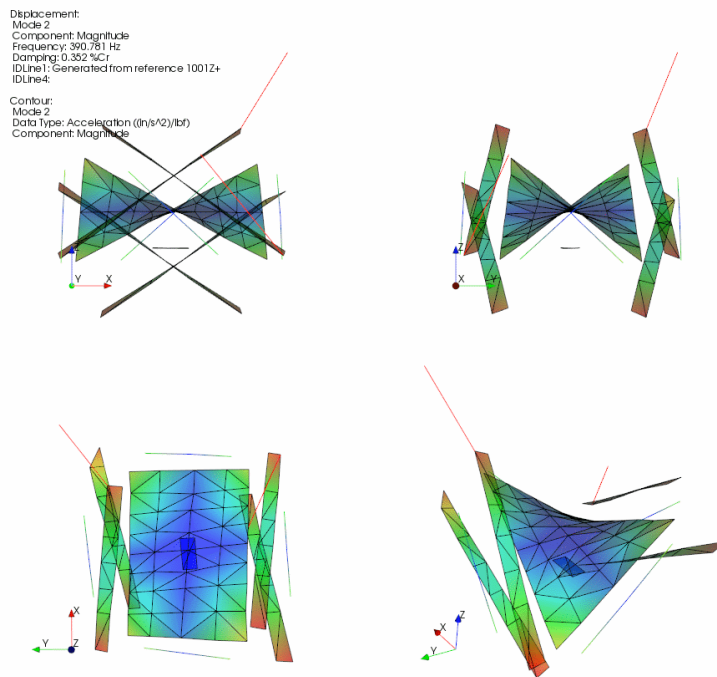 Displacement:
Mode 2
Component: Magnitude
Frequency: 390.781 Hz
Damping: 0.352 %Cr
IDLine1: Generated from reference 1001Z+
IDLine4:
Contour:
Mode 2
Data Type: Acceleration ((in/s^2)/lbf)
Component: Magnitude
Z
Y
X
Z
X
Y
X
Y
Z
Z
X
Y